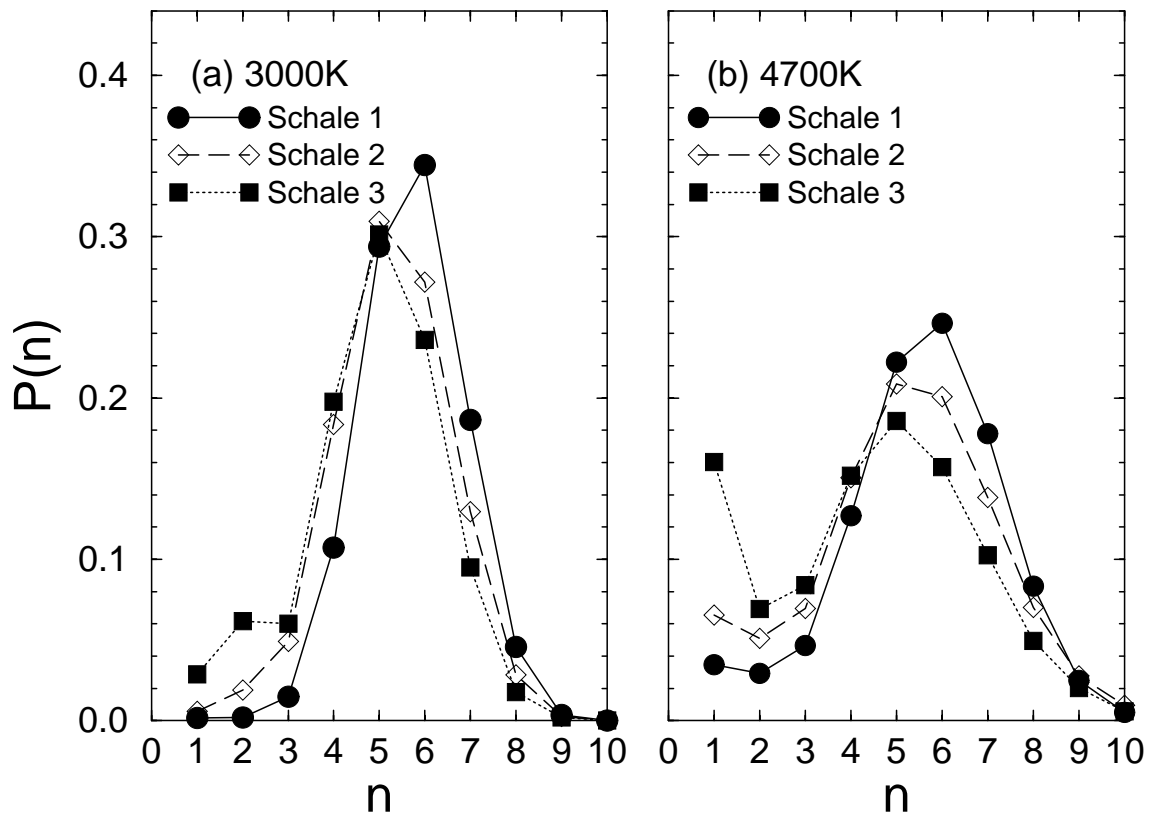 0.4
0.3
0.2
0.1
0.0
P(n)
(a) 3000K
Schale 1
Schale 2
Schale 3
0 1 2 3 4 5 6 7 8 9 10
n
(b) 4700K
Schale 1
Schale 2
Schale 3
0 1 2 3 4 5 6 7 8 9 10
n